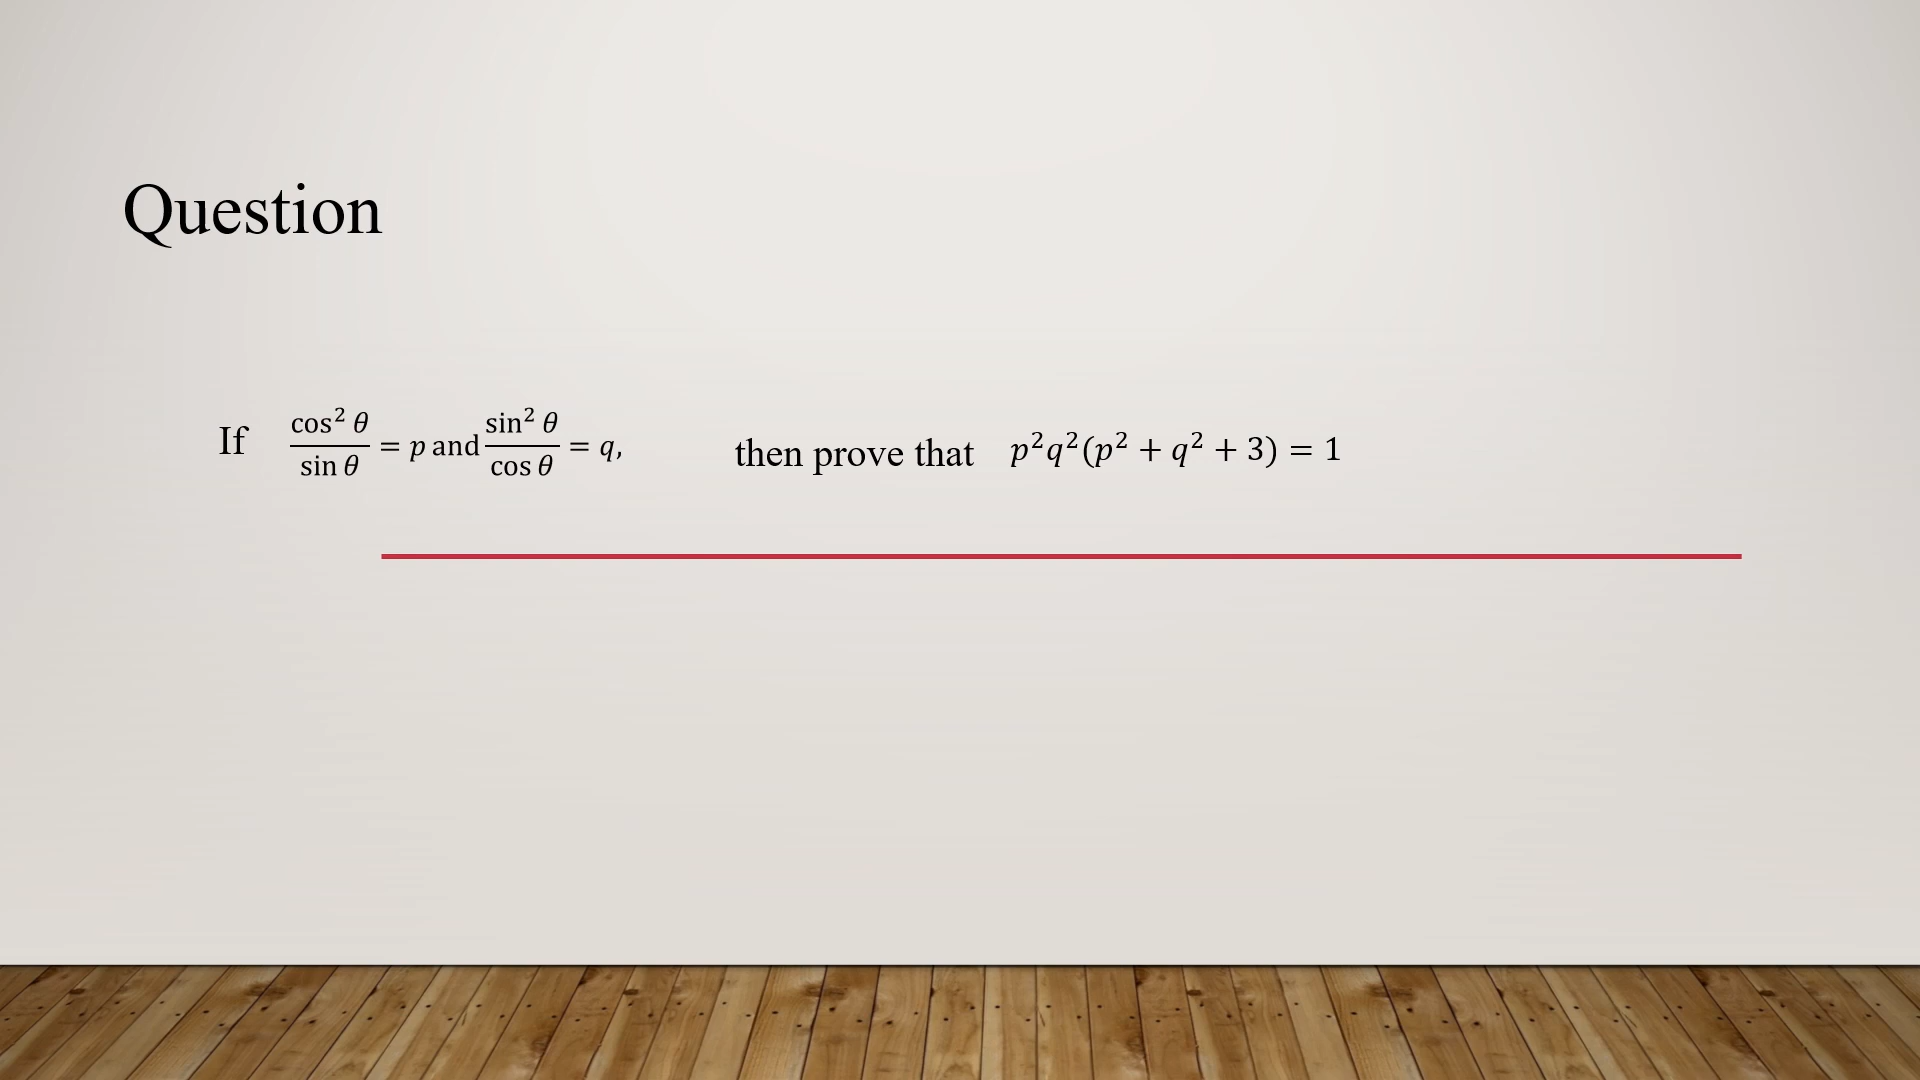 Question
If cos² θ / sin θ = p and sin² θ / cos θ = q, then prove that p²q²(p² + q² + 3) = 1